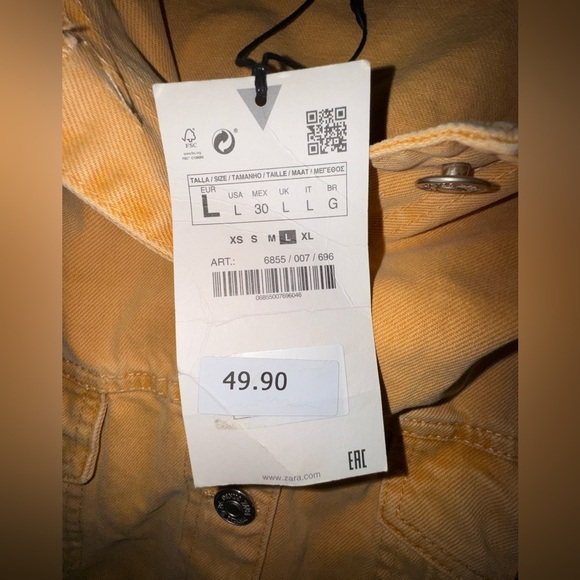 FSC
TALLA / SIZE / TAMANHO / TAILLE / MAAT / ΜΕΓΕΘΟΣ
EUR USA MEX UK IT BR
L L 30 L L G
XS S M L XL
ART.: 6855 / 007 / 696
06855007696046
49.90
www.zara.com
EAC